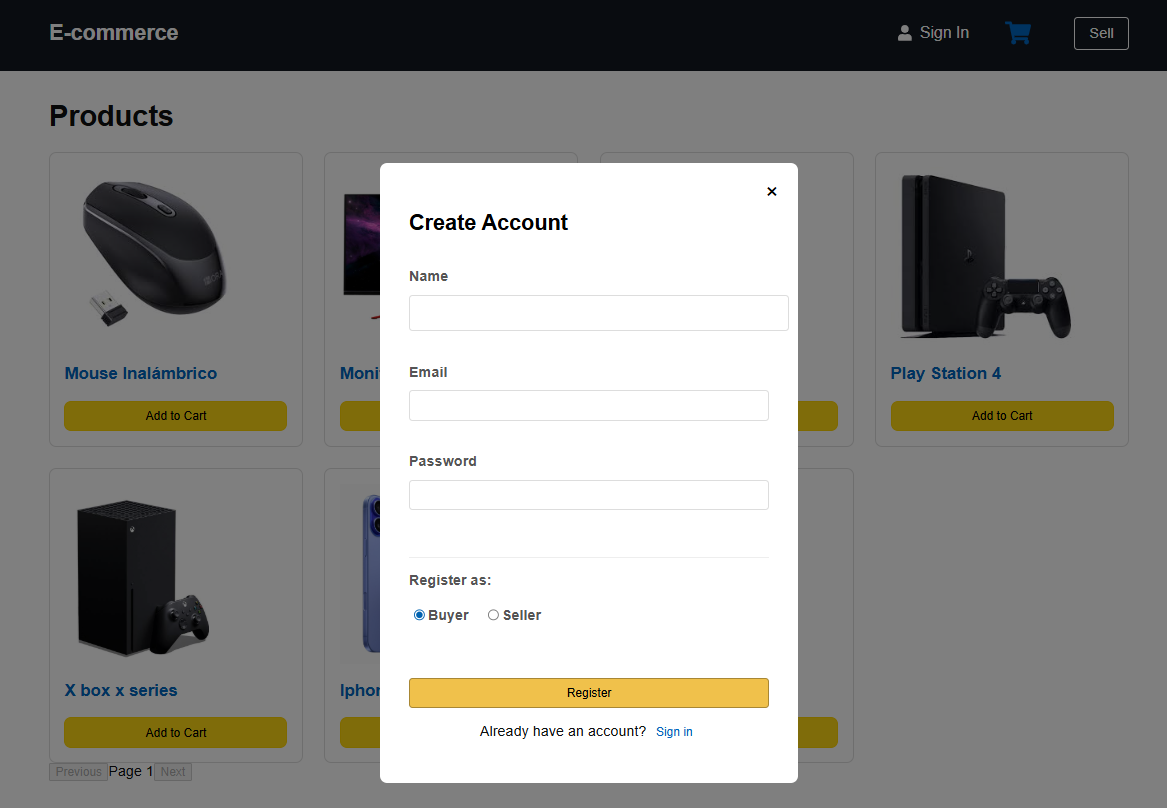 E-commerce
Sign In
Sell
Products
Mouse Inalámbrico
Play Station 4
Add to Cart
Add to Cart
X box x series
Add to Cart
Previous Page 1 Next
×
Create Account
Name
Email
Password
Register as:
Buyer Seller
Register
Already have an account? Sign in